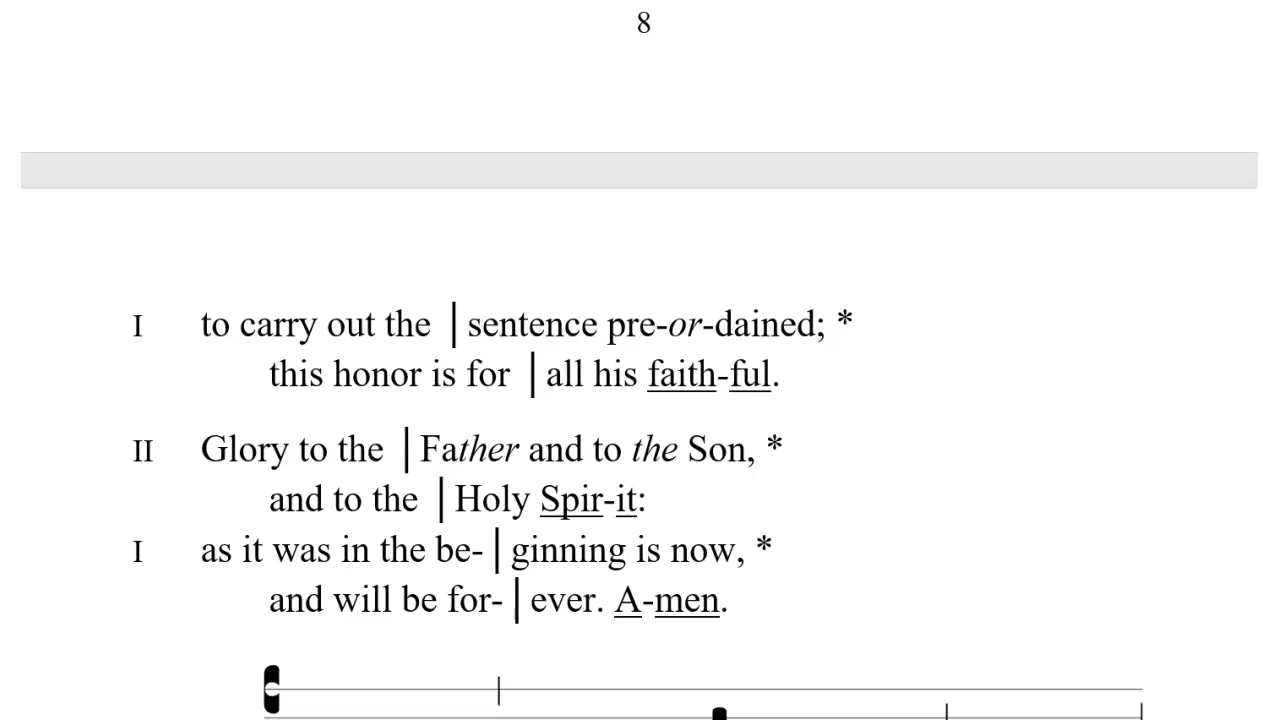 8
I to carry out the | sentence pre-or-dained; *
this honor is for | all his faith-ful.
II Glory to the | Father and to the Son, *
and to the | Holy Spir-it:
I as it was in the be- | ginning is now, *
and will be for- | ever. A-men.